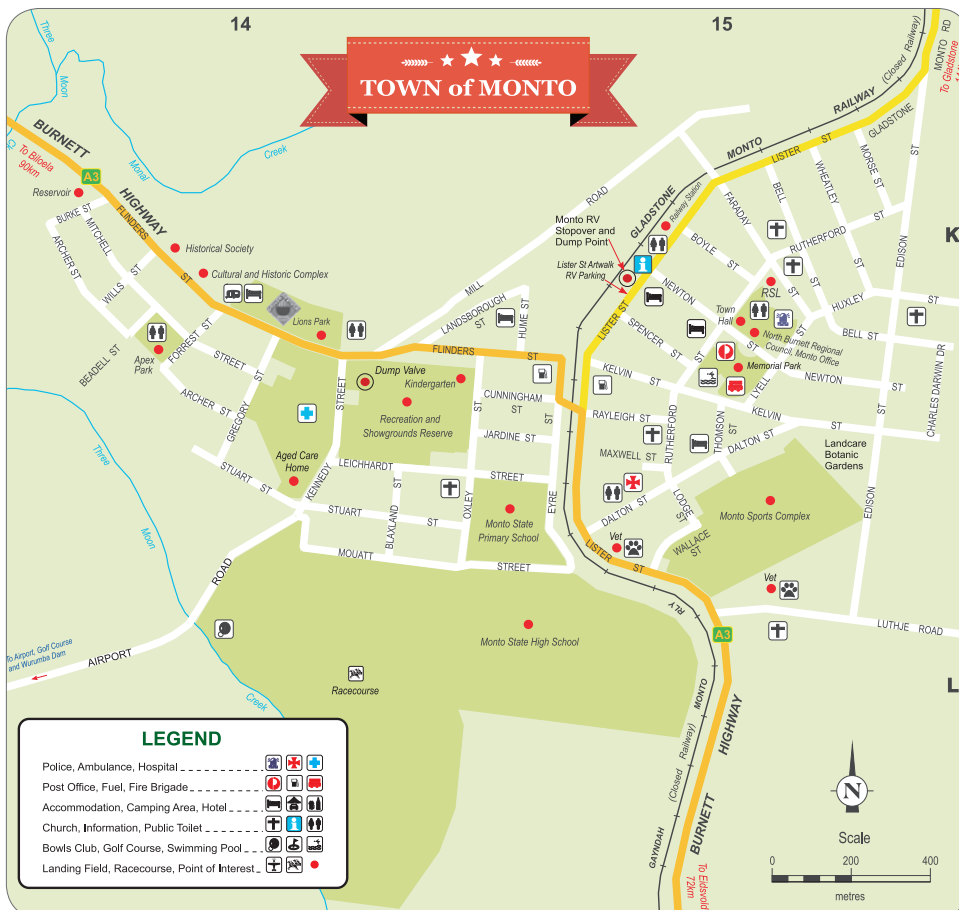 14
15
TOWN of MONTO
Three
Moon
Monal
Creek
MONTO RD
To Gladstone
BURNETT
HIGHWAY
To Biloela
90km
A3
Reservoir
BURKE ST
MITCHELL
ARCHER ST
WILLS
ST
FLINDERS
ST
Historical Society
Cultural and Historic Complex
Lions Park
Apex
Park
BEADELL ST
FORREST ST
STREET
ARCHER ST
GREGORY
ST
STUART ST
Aged Care
Home
KENNEDY
STREET
Dump Valve
Kindergarten
Recreation and
Showgrounds Reserve
MILL
ROAD
LANDSBOROUGH
ST
HUME ST
FLINDERS
ST
CUNNINGHAM
ST
JARDINE ST
LEICHHARDT
STREET
STUART
ST
BLAXLAND
ST
OXLEY
ST
EYRE
ST
MOUATT
STREET
Monto State
Primary School
Monto State High School
Racecourse
ROAD
AIRPORT
To Airport, Golf Course
and Wurumba Dam
Three
Moon
Creek
GLADSTONE
MONTO
RAILWAY
(Closed Railway)
LISTER
ST
GLADSTONE
Railway Station
Monto RV
Stopover and
Dump Point
Lister St Artwalk
RV Parking
LISTER ST
FARADAY
ST
BELL
ST
WHEATLEY
ST
MORSE ST
EDISON
ST
BOYLE
ST
RUTHERFORD
ST
RSL
HUXLEY
ST
BELL ST
NEWTON
SPENCER
ST
Town
Hall
North Burnett Regional
Council, Monto Office
Memorial Park
LYELL
ST
NEWTON
ST
KELVIN
ST
KELVIN
ST
CHARLES DARWIN DR
RAYLEIGH
ST
RUTHERFORD
MAXWELL ST
THOMSON
ST
DALTON ST
Landcare
Botanic
Gardens
EDISON
DALTON ST
LODGE
ST
WALLACE
ST
Monto Sports Complex
Vet
LISTER
ST
Vet
LUTHJE ROAD
RLY
A3
MONTO
(Closed Railway)
GAYNDAH
BURNETT
HIGHWAY
To Eidsvold
72km
K
L
LEGEND
Police, Ambulance, Hospital
Post Office, Fuel, Fire Brigade
Accommodation, Camping Area, Hotel
Church, Information, Public Toilet
Bowls Club, Golf Course, Swimming Pool
Landing Field, Racecourse, Point of Interest
N
Scale
0 200 400
metres